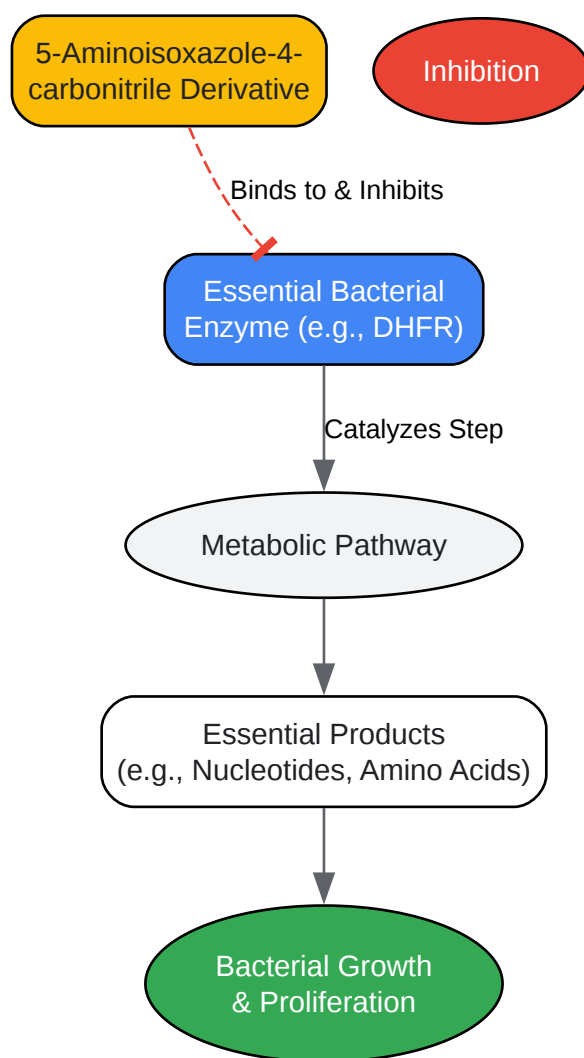 5-Aminoisoxazole-4-
carbonitrile Derivative
Inhibition
Binds to & Inhibits
Essential Bacterial
Enzyme (e.g., DHFR)
Catalyzes Step
Metabolic Pathway
Essential Products
(e.g., Nucleotides, Amino Acids)
Bacterial Growth
& Proliferation